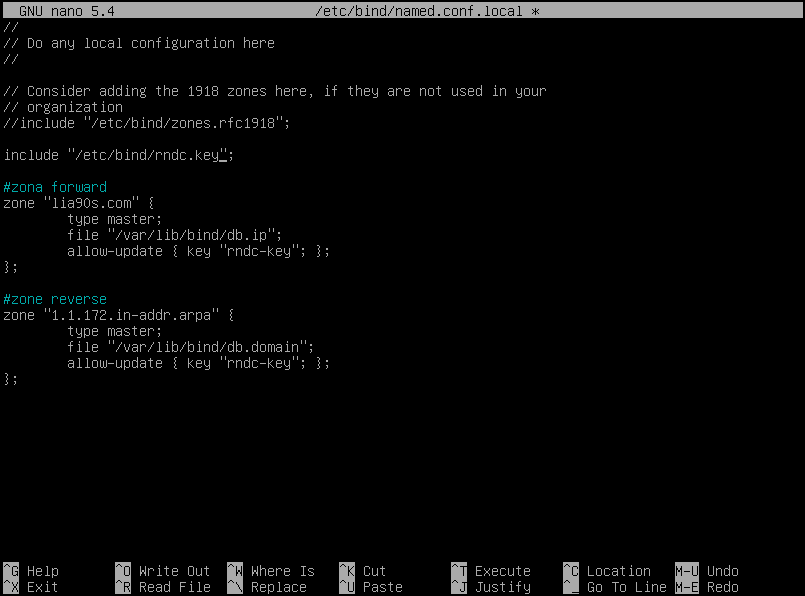 GNU nano 5.4 /etc/bind/named.conf.local *
//
// Do any local configuration here
//
// Consider adding the 1918 zones here, if they are not used in your
// organization
//include "/etc/bind/zones.rfc1918";
include "/etc/bind/rndc.key";
#zona forward
zone "lia90s.com" {
type master;
file "/var/lib/bind/db.ip";
allow-update { key "rndc-key"; };
};
#zone reverse
zone "1.1.172.in-addr.arpa" {
type master;
file "/var/lib/bind/db.domain";
allow-update { key "rndc-key"; };
};
^G Help ^O Write Out ^W Where Is ^K Cut ^T Execute ^C Location M-U Undo
^X Exit ^R Read File ^\ Replace ^U Paste ^J Justify ^_ Go To Line M-E Redo